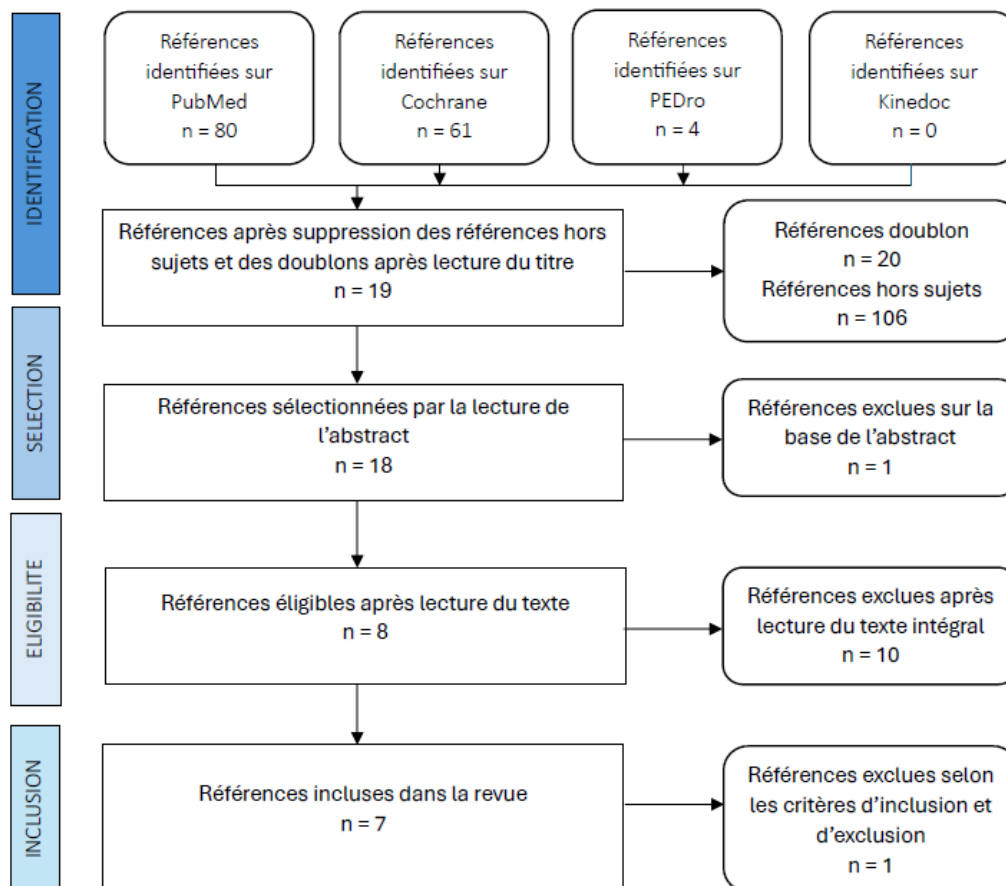 IDENTIFICATION
Références
identifiées sur
PubMed
n = 80
Références
identifiées sur
Cochrane
n = 61
Références
identifiées sur
PEDro
n = 4
Références
identifiées sur
Kinedoc
n = 0
Références après suppression des références hors
sujets et des doublons après lecture du titre
n = 19
Références doublon
n = 20
Références hors sujets
n = 106
SELECTION
Références sélectionnées par la lecture de
l'abstract
n = 18
Références exclues sur la
base de l'abstract
n = 1
ELIGIBILITE
Références éligibles après lecture du texte
n = 8
Références exclues après
lecture du texte intégral
n = 10
INCLUSION
Références incluses dans la revue
n = 7
Références exclues selon
les critères d'inclusion et
d'exclusion
n = 1